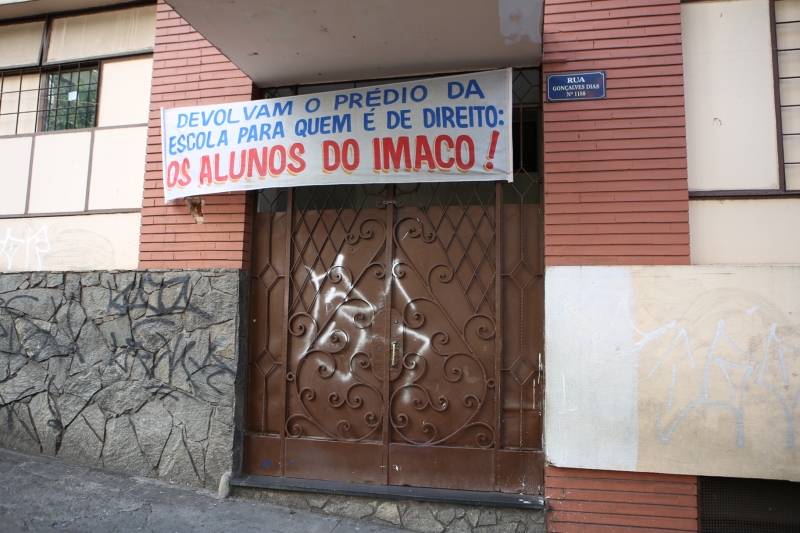 DEVOLVAM O PRÉDIO DA
ESCOLA PARA QUEM É DE DIREITO:
OS ALUNOS DO IMACO!
RUA
GONÇALVES DIAS
Nº 1188